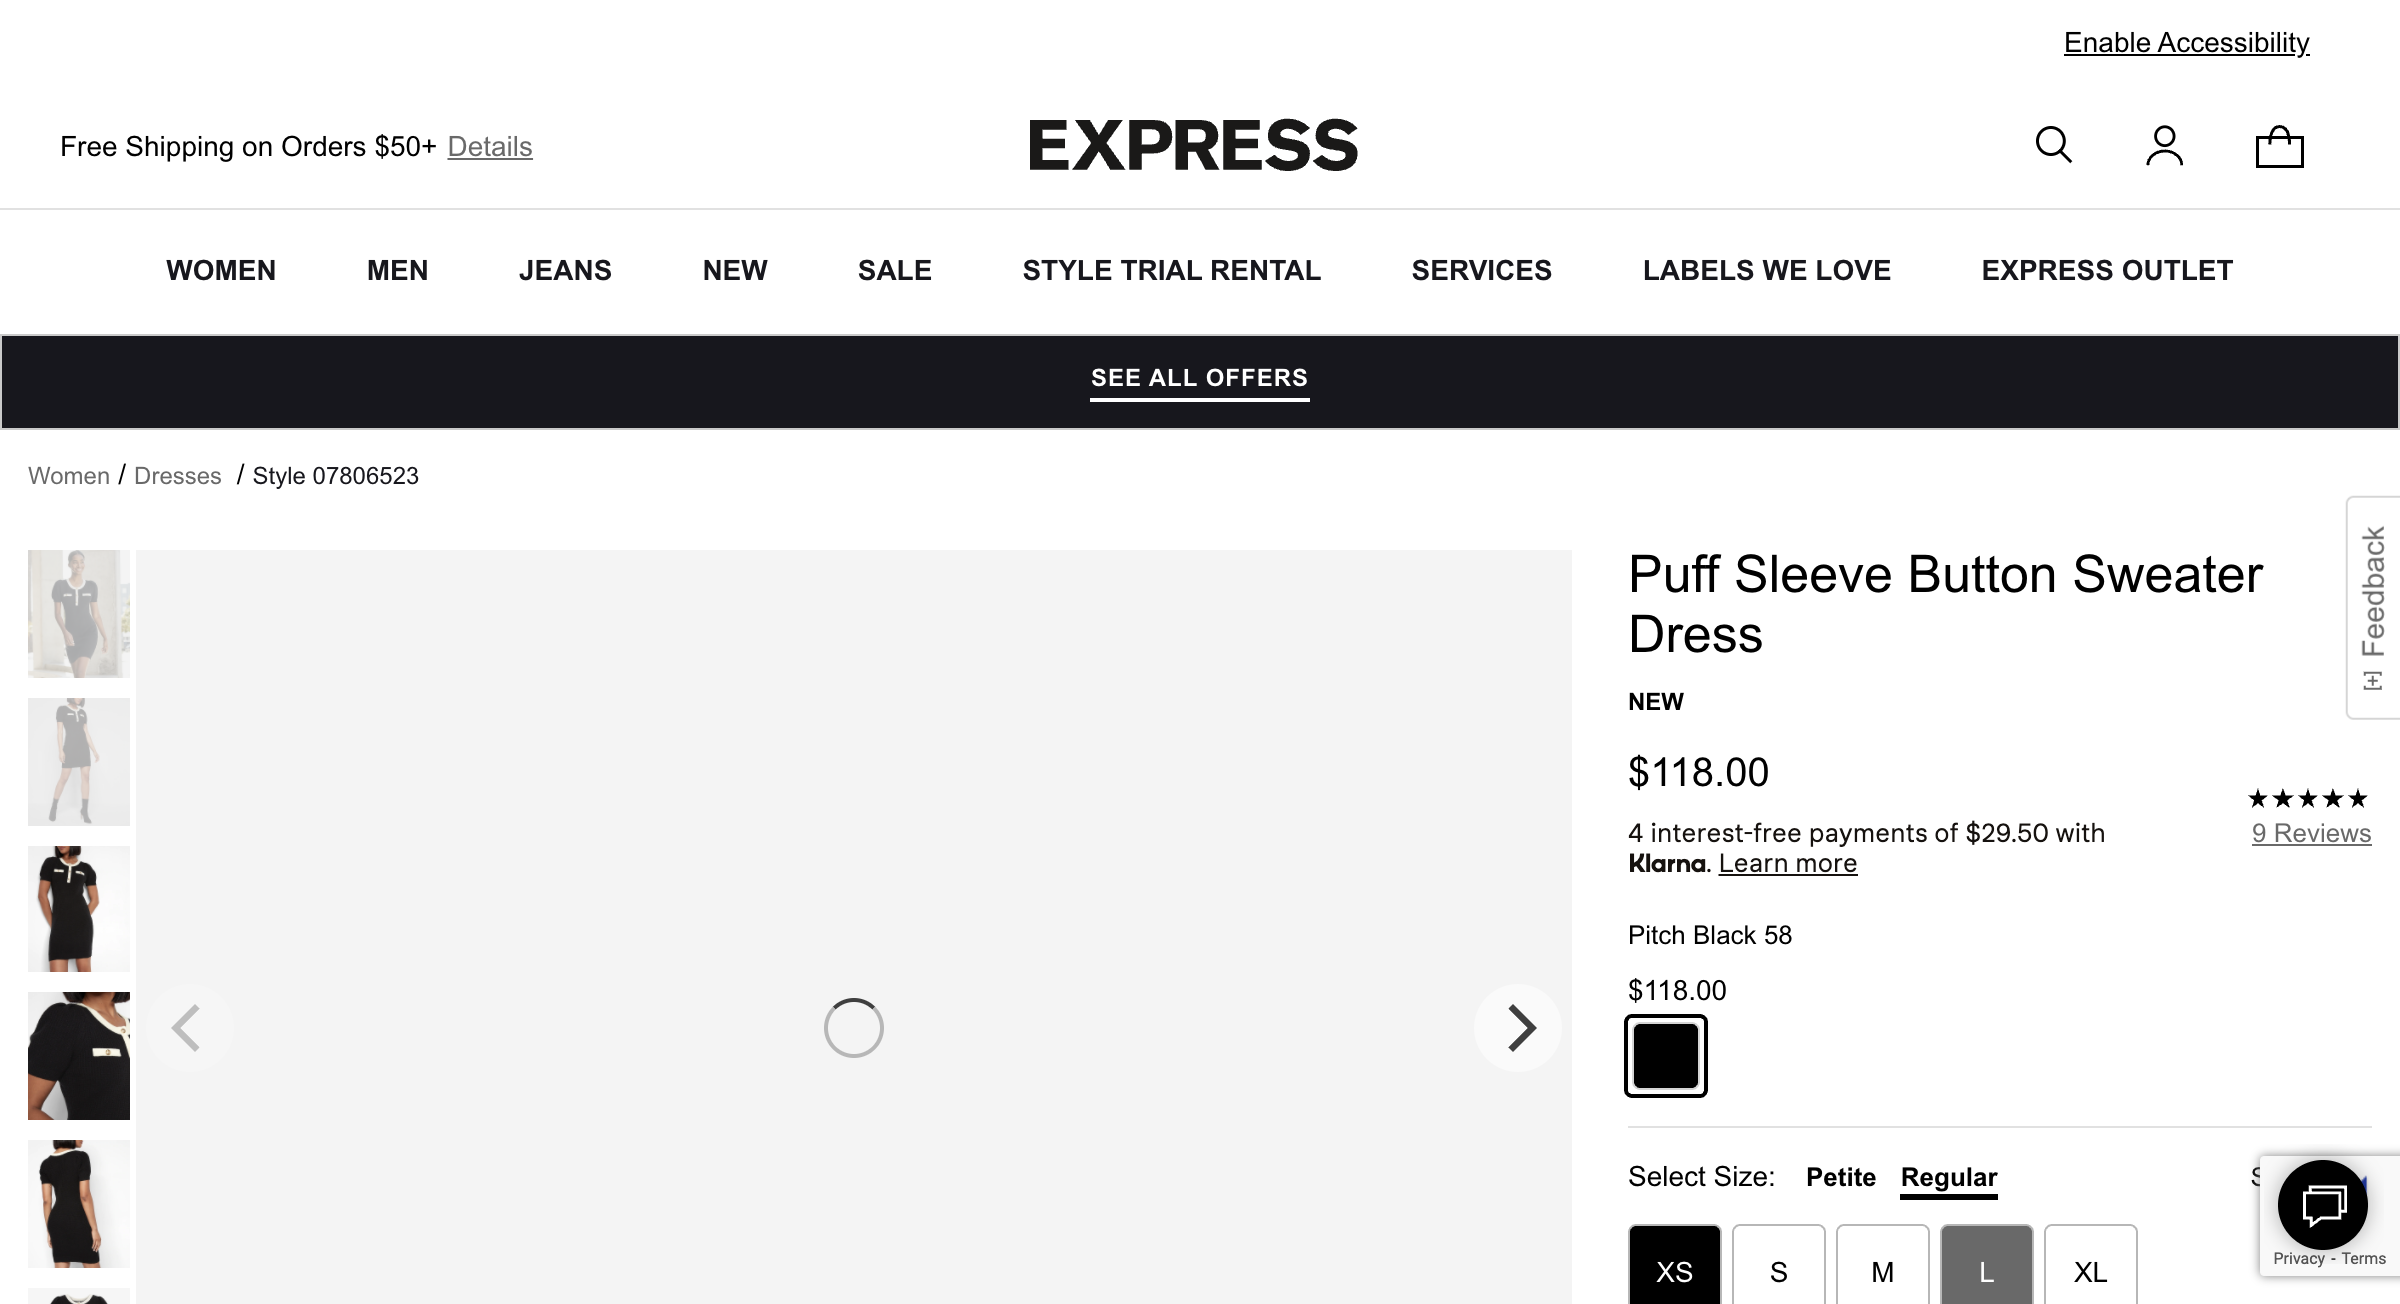 Enable Accessibility
Free Shipping on Orders $50+ Details
EXPRESS
WOMEN MEN JEANS NEW SALE STYLE TRIAL RENTAL SERVICES LABELS WE LOVE EXPRESS OUTLET
SEE ALL OFFERS
Women / Dresses / Style 07806523
Puff Sleeve Button Sweater
Dress
NEW
$118.00
4 interest-free payments of $29.50 with
Klarna. Learn more
9 Reviews
Pitch Black 58
$118.00
Select Size: Petite Regular
XS S M L XL
[+] Feedback
Privacy - Terms